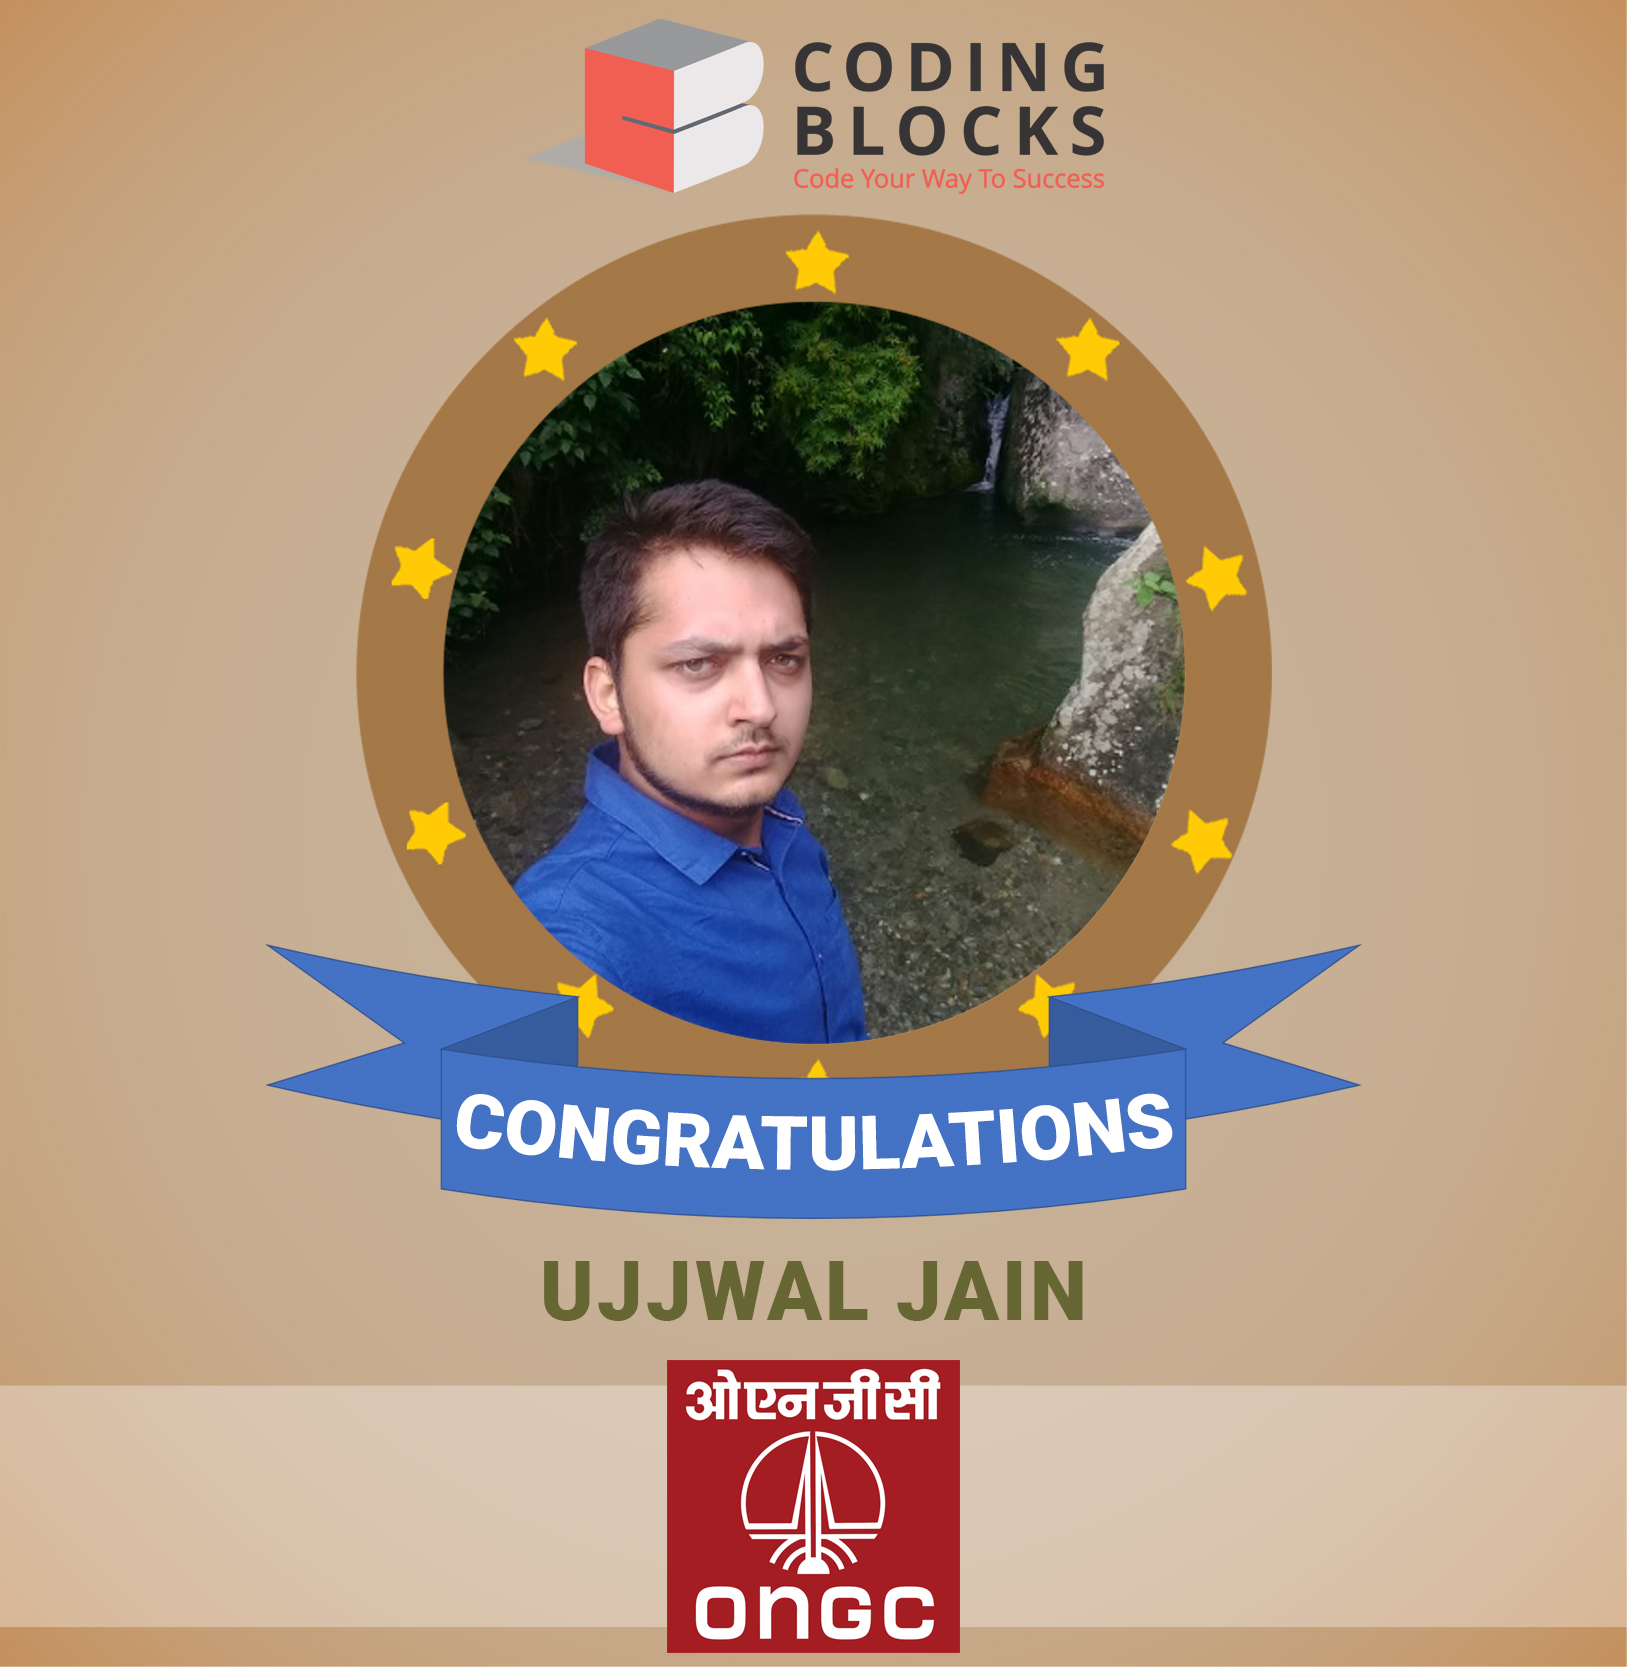 CODING
BLOCKS
Code Your Way To Success
CONGRATULATIONS
UJJWAL JAIN
ओएनजीसी
ONGC